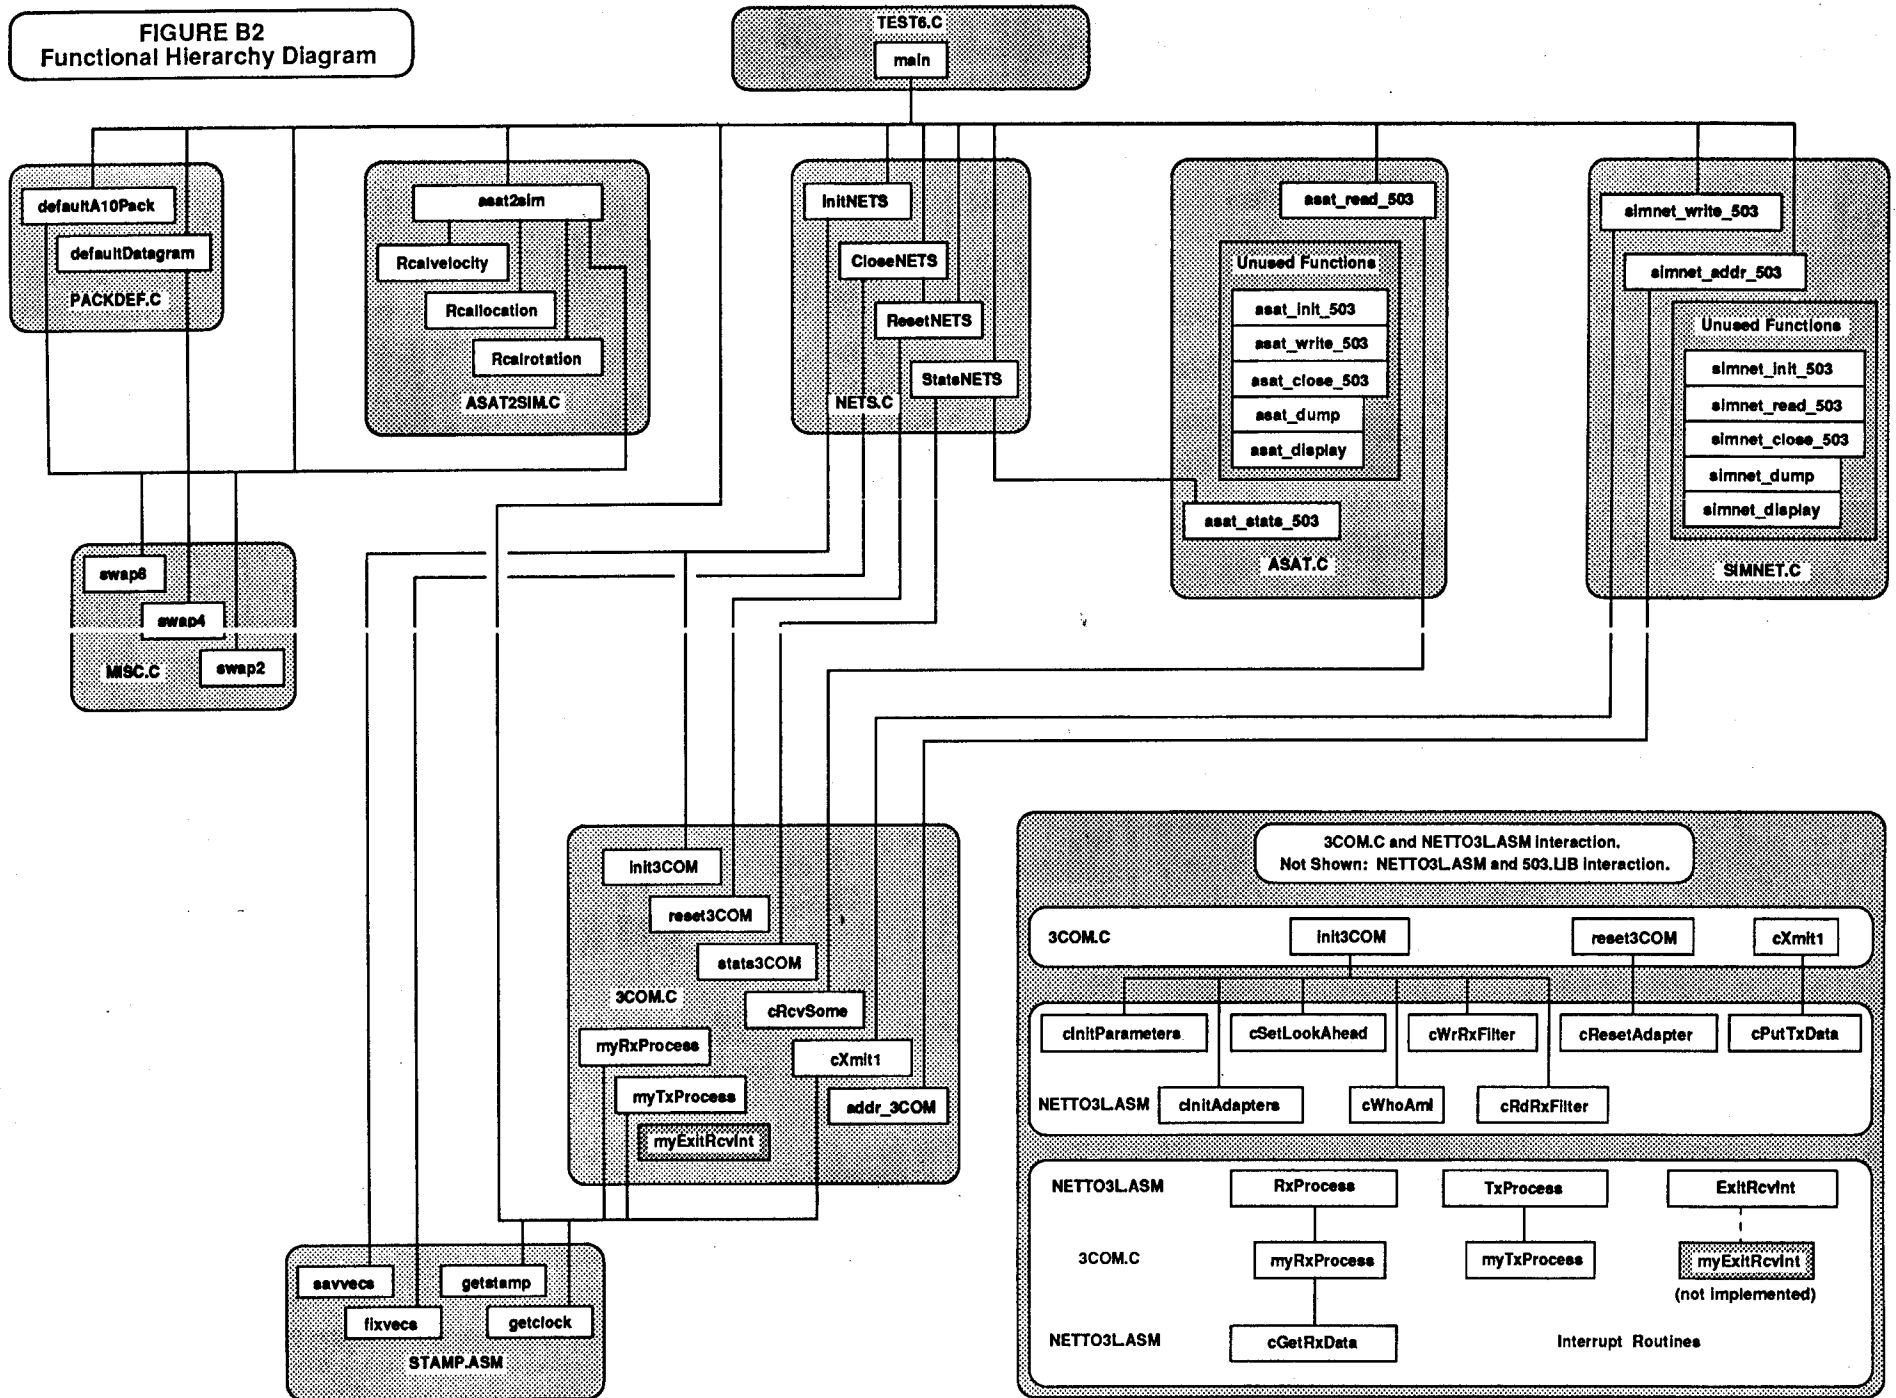 FIGURE B2
Functional Hierarchy Diagram
TEST6.C
main
defaultA10Pack
defaultDatagram
PACKDEF.C
asat2sim
Rcalvelocity
Rcallocation
Rcalrotation
ASAT2SIM.C
InitNETS
CloseNETS
ResetNETS
StatsNETS
NETS.C
asat_read_503
Unused Functions
asat_init_503
asat_write_503
asat_close_503
asat_dump
asat_display
asat_stats_503
ASAT.C
simnet_write_503
simnet_addr_503
Unused Functions
simnet_init_503
simnet_read_503
simnet_close_503
simnet_dump
simnet_display
SIMNET.C
swap8
swap4
swap2
MISC.C
init3COM
reset3COM
stats3COM
3COM.C
cRcvSome
myRxProcess
cXmit1
myTxProcess
addr_3COM
myExitRcvInt
savvecs
getstamp
fixvecs
getclock
STAMP.ASM
3COM.C and NETTO3L.ASM interaction.
Not Shown: NETTO3L.ASM and 503.LIB interaction.
3COM.C
init3COM
reset3COM
cXmit1
cInitParameters
cSetLookAhead
cWrRxFilter
cResetAdapter
cPutTxData
NETTO3L.ASM
cInitAdapters
cWhoAmI
cRdRxFilter
NETTO3L.ASM
RxProcess
TxProcess
ExitRcvInt
3COM.C
myRxProcess
myTxProcess
myExitRcvInt
(not implemented)
NETTO3L.ASM
cGetRxData
Interrupt Routines